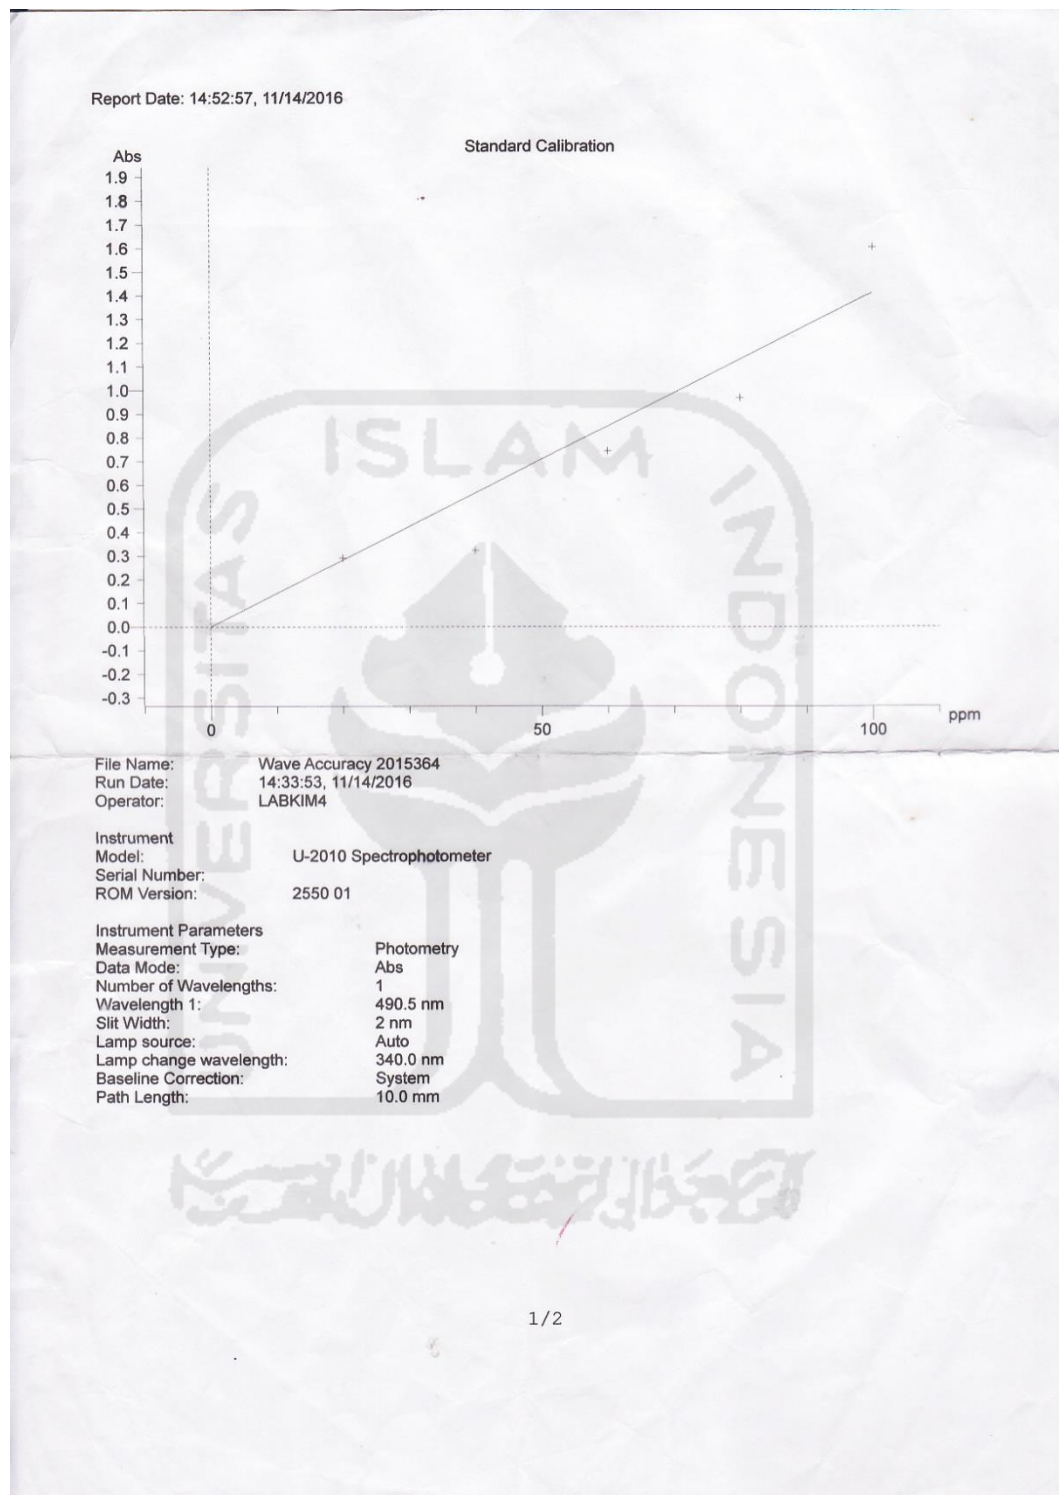 Report Date: 14:52:57, 11/14/2016
Standard Calibration
Abs
1.9
1.8
1.7
1.6
1.5
1.4
1.3
1.2
1.1
1.0
0.9
0.8
0.7
0.6
0.5
0.4
0.3
0.2
0.1
0.0
-0.1
-0.2
-0.3
0 50 100 ppm
UNIVERSITAS
ISLAM
INDONESIA
File Name: Wave Accuracy 2015364
Run Date: 14:33:53, 11/14/2016
Operator: LABKIM4
Instrument
Model: U-2010 Spectrophotometer
Serial Number:
ROM Version: 2550 01
Instrument Parameters
Measurement Type: Photometry
Data Mode: Abs
Number of Wavelengths: 1
Wavelength 1: 490.5 nm
Slit Width: 2 nm
Lamp source: Auto
Lamp change wavelength: 340.0 nm
Baseline Correction: System
Path Length: 10.0 mm
1/2